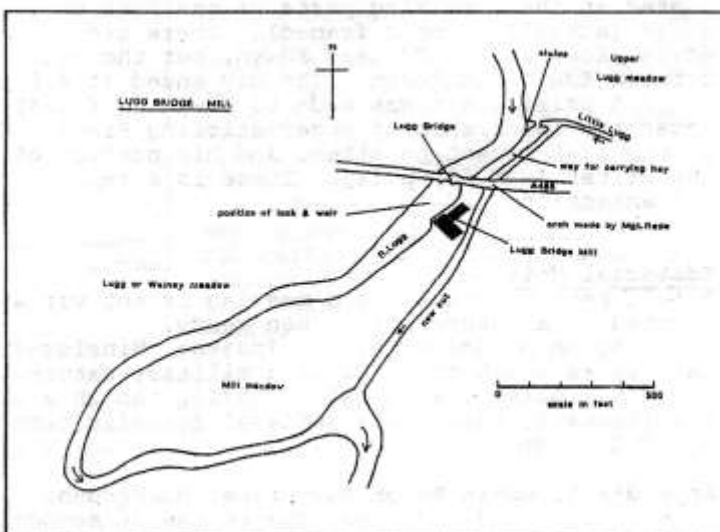 N
sluice
Upper
Lugg meadow
LUGG BRIDGE MILL
Little Lugg
Lugg Bridge
way for carrying hay
A465
position of lock & weir
arch made by Mgt. Rode
R. Lugg
Lugg Bridge Mill
Lugg or Walney meadow
new cut
Mill meadow
0
500
scale in feet